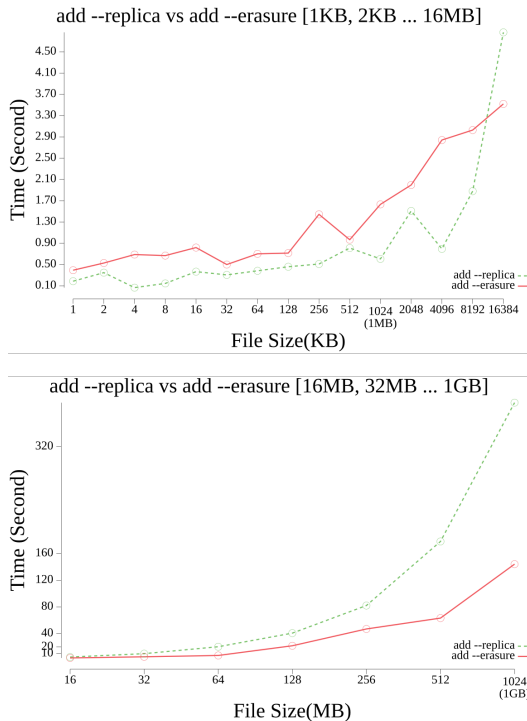 add --replica vs add --erasure [1KB, 2KB ... 16MB]
Time (Second)
4.50
4.10
3.70
3.30
2.90
2.50
2.10
1.70
1.30
0.90
0.50
0.10
add --replica
add --erasure
1 2 4 8 16 32 64 128 256 512 1024 2048 4096 8192 16384
(1MB)
File Size(KB)
add --replica vs add --erasure [16MB, 32MB ... 1GB]
Time (Second)
320
160
120
80
40
20
10
add --replica
add --erasure
16 32 64 128 256 512 1024
(1GB)
File Size(MB)